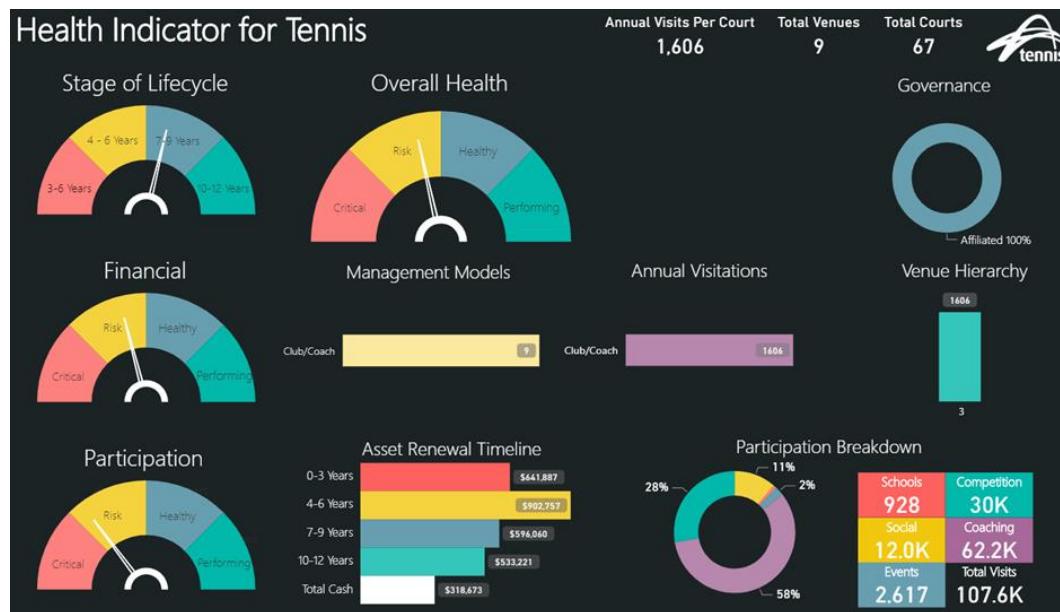 Health Indicator for Tennis
Annual Visits Per Court
1,606
Total Venues
9
Total Courts
67
tennis
Stage of Lifecycle
3-6 Years
4 - 6 Years
7-9 Years
10-12 Years
Overall Health
Critical
Risk
Healthy
Performing
Governance
Affiliated 100%
Financial
Critical
Risk
Healthy
Performing
Management Models
Club/Coach
9
Annual Visitations
Club/Coach
1606
Venue Hierarchy
1606
3
Participation
Critical
Risk
Healthy
Performing
Asset Renewal Timeline
0-3 Years
$641,887
4-6 Years
$902,757
7-9 Years
$596,060
10-12 Years
$533,221
Total Cash
$318,673
Participation Breakdown
11%
2%
28%
58%
Schools
928
Competition
30K
Social
12.0K
Coaching
62.2K
Events
2.617
Total Visits
107.6K